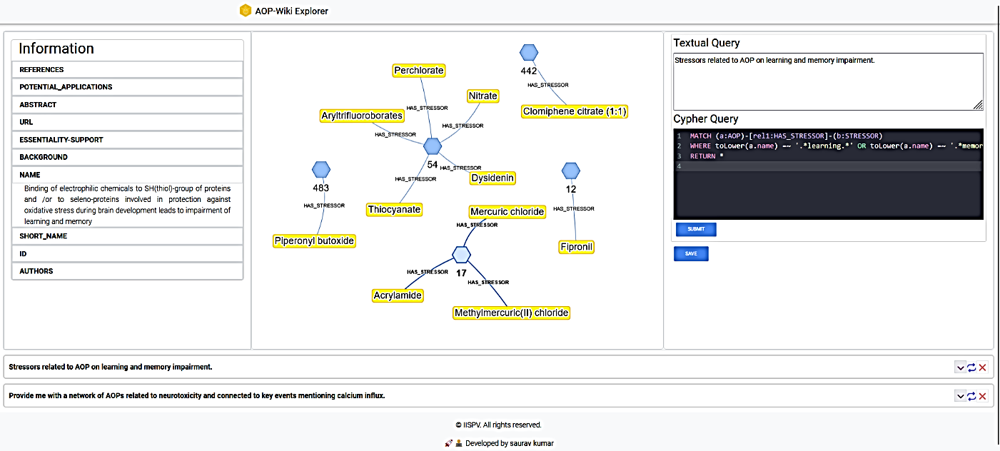 AOP-Wiki Explorer
Information
REFERENCES
POTENTIAL_APPLICATIONS
ABSTRACT
URL
ESSENTIALITY-SUPPORT
BACKGROUND
NAME
Binding of electrophilic chemicals to SH(thiol)-group of proteins
and /or to seleno-proteins involved in protection against
oxidative stress during brain development leads to impairment of
learning and memory
SHORT_NAME
ID
AUTHORS
442
HAS_STRESSOR
Clomiphene citrate (1:1)
Perchlorate
Nitrate
HAS_STRESSOR
Aryltrifluoroborates
HAS_STRESSOR
HAS_STRESSOR
54
HAS_STRESSOR
HAS_STRESSOR
Dysidenin
Thiocyanate
483
HAS_STRESSOR
Piperonyl butoxide
12
HAS_STRESSOR
Fipronil
Mercuric chloride
HAS_STRESSOR
17
HAS_STRESSOR
HAS_STRESSOR
Acrylamide
Methylmercuric(II) chloride
Textual Query
Stressors related to AOP on learning and memory impairment.
Cypher Query
1 MATCH (a:AOP)-[rel1:HAS_STRESSOR]-(b:STRESSOR)
2 WHERE toLower(a.name) =~ '.*learning.*' OR toLower(a.name) =~ '.*memor
3 RETURN *
4
SUBMIT
SAVE
Stressors related to AOP on learning and memory impairment.
Provide me with a network of AOPs related to neurotoxicity and connected to key events mentioning calcium influx.
© IISPV. All rights reserved.
Developed by saurav kumar